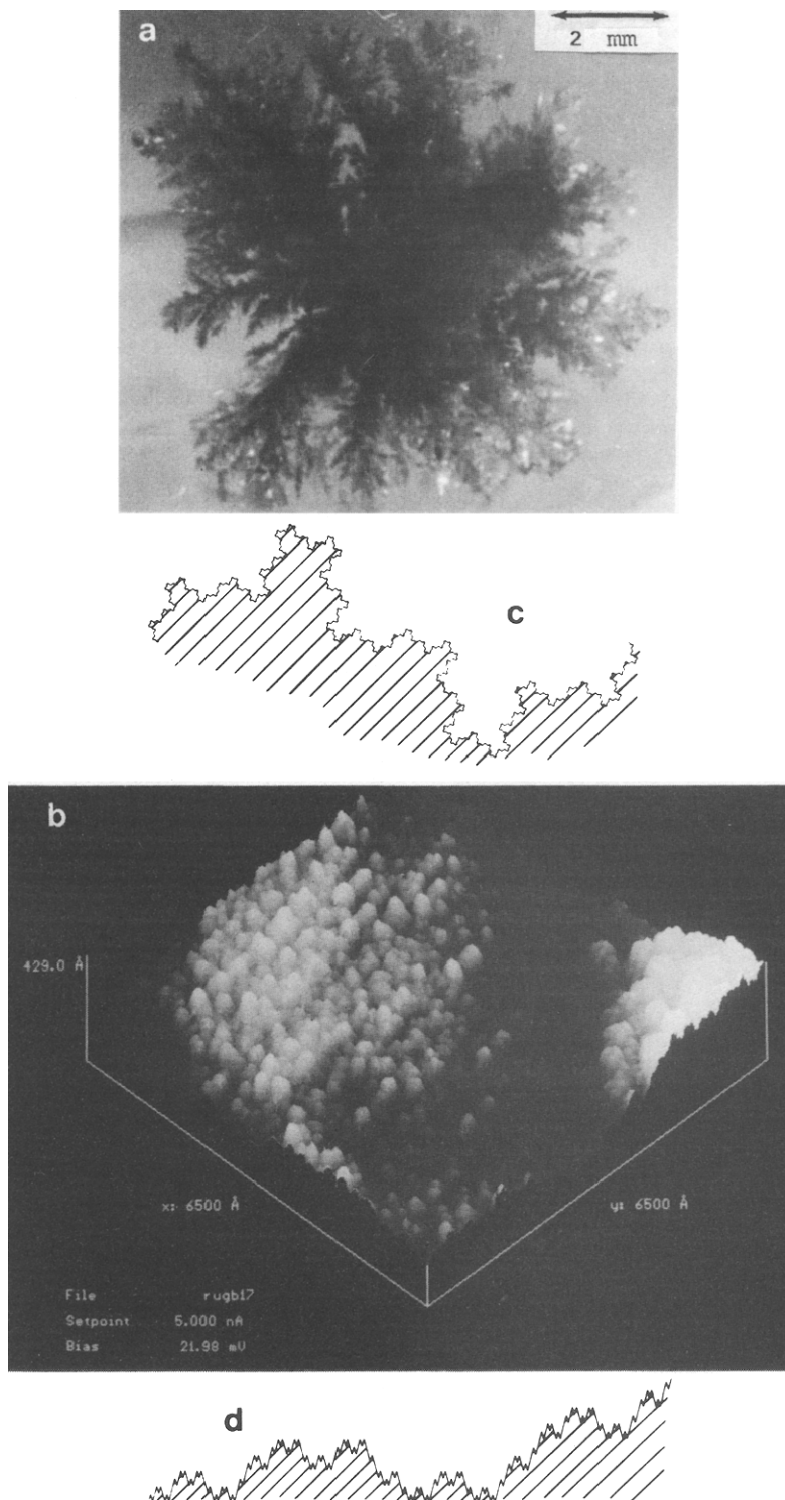 a
2 mm
c
b
429.0 Å
x: 6500 Å
y: 6500 Å
File rugb17
Setpoint 5.000 nA
Bias 21.98 mV
d